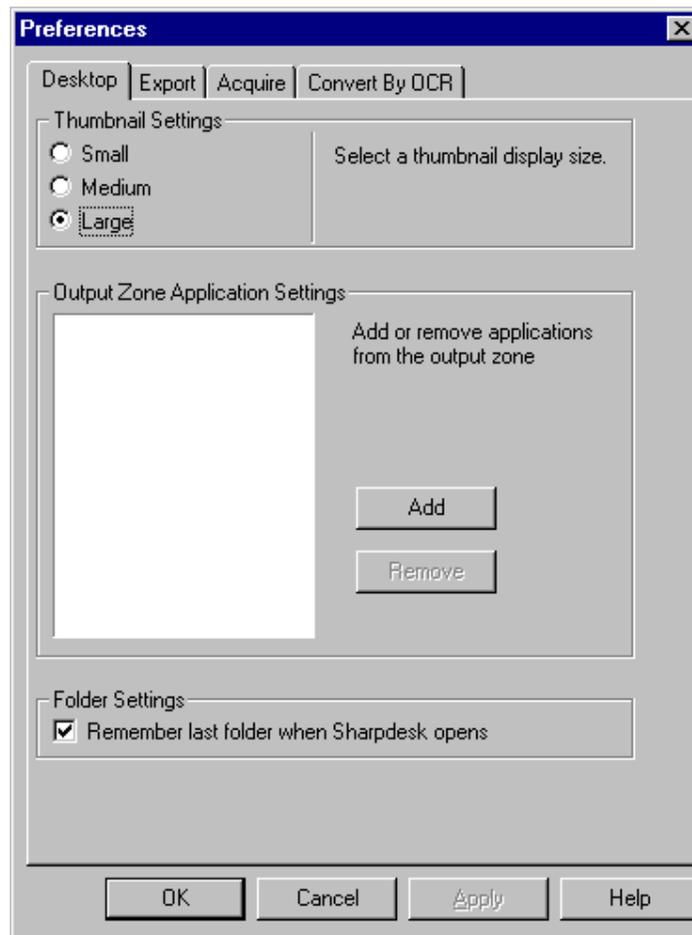 Preferences
Desktop Export Acquire Convert By OCR
Thumbnail Settings
Small
Medium
Large
Select a thumbnail display size.
Output Zone Application Settings
Add or remove applications
from the output zone
Add
Remove
Folder Settings
Remember last folder when Sharpdesk opens
OK Cancel Apply Help